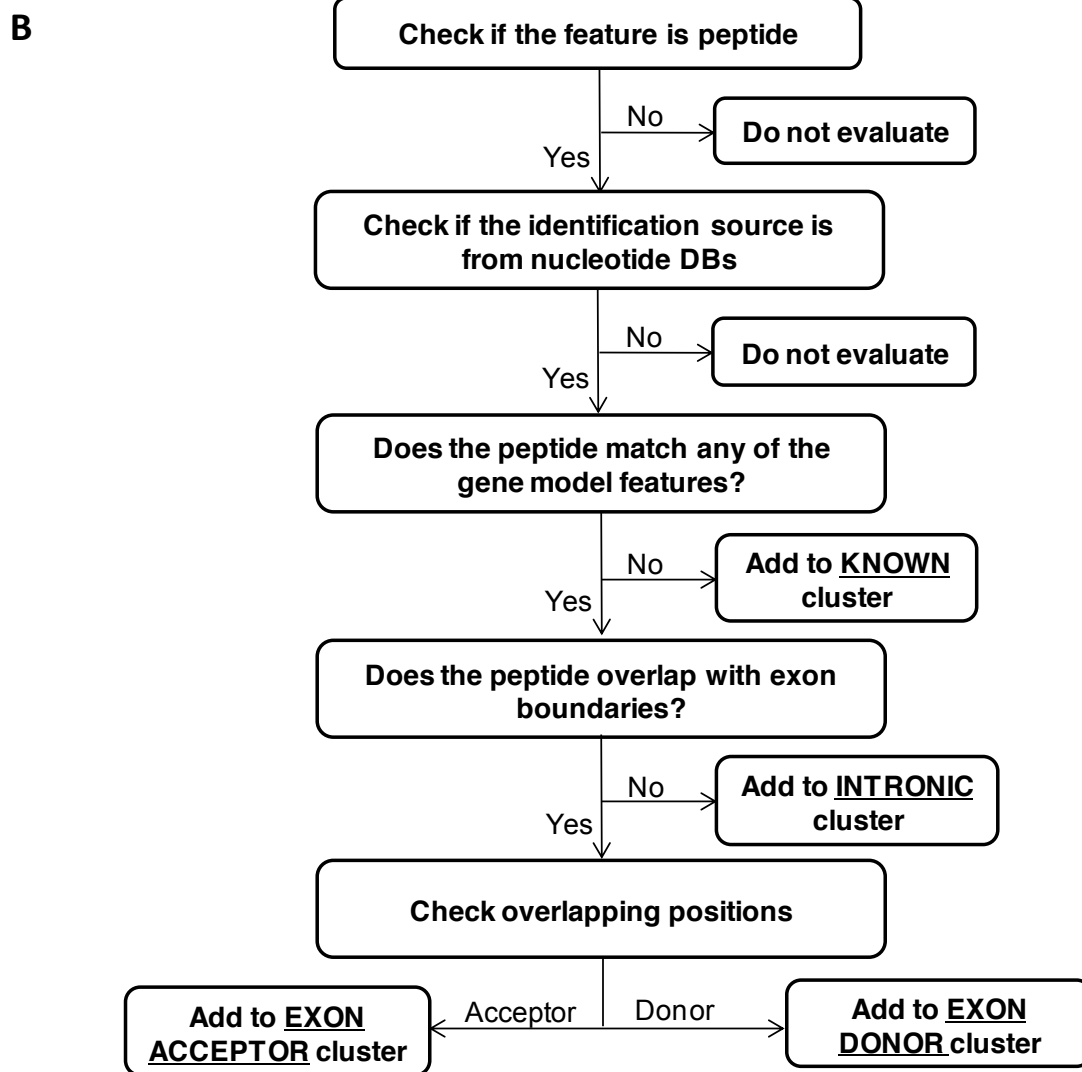 B
Check if the feature is peptide
No
Do not evaluate
Yes
Check if the identification source is
from nucleotide DBs
No
Do not evaluate
Yes
Does the peptide match any of the
gene model features?
No
Add to KNOWN
cluster
Yes
Does the peptide overlap with exon
boundaries?
No
Add to INTRONIC
cluster
Yes
Check overlapping positions
Acceptor
Donor
Add to EXON
ACCEPTOR cluster
Add to EXON
DONOR cluster